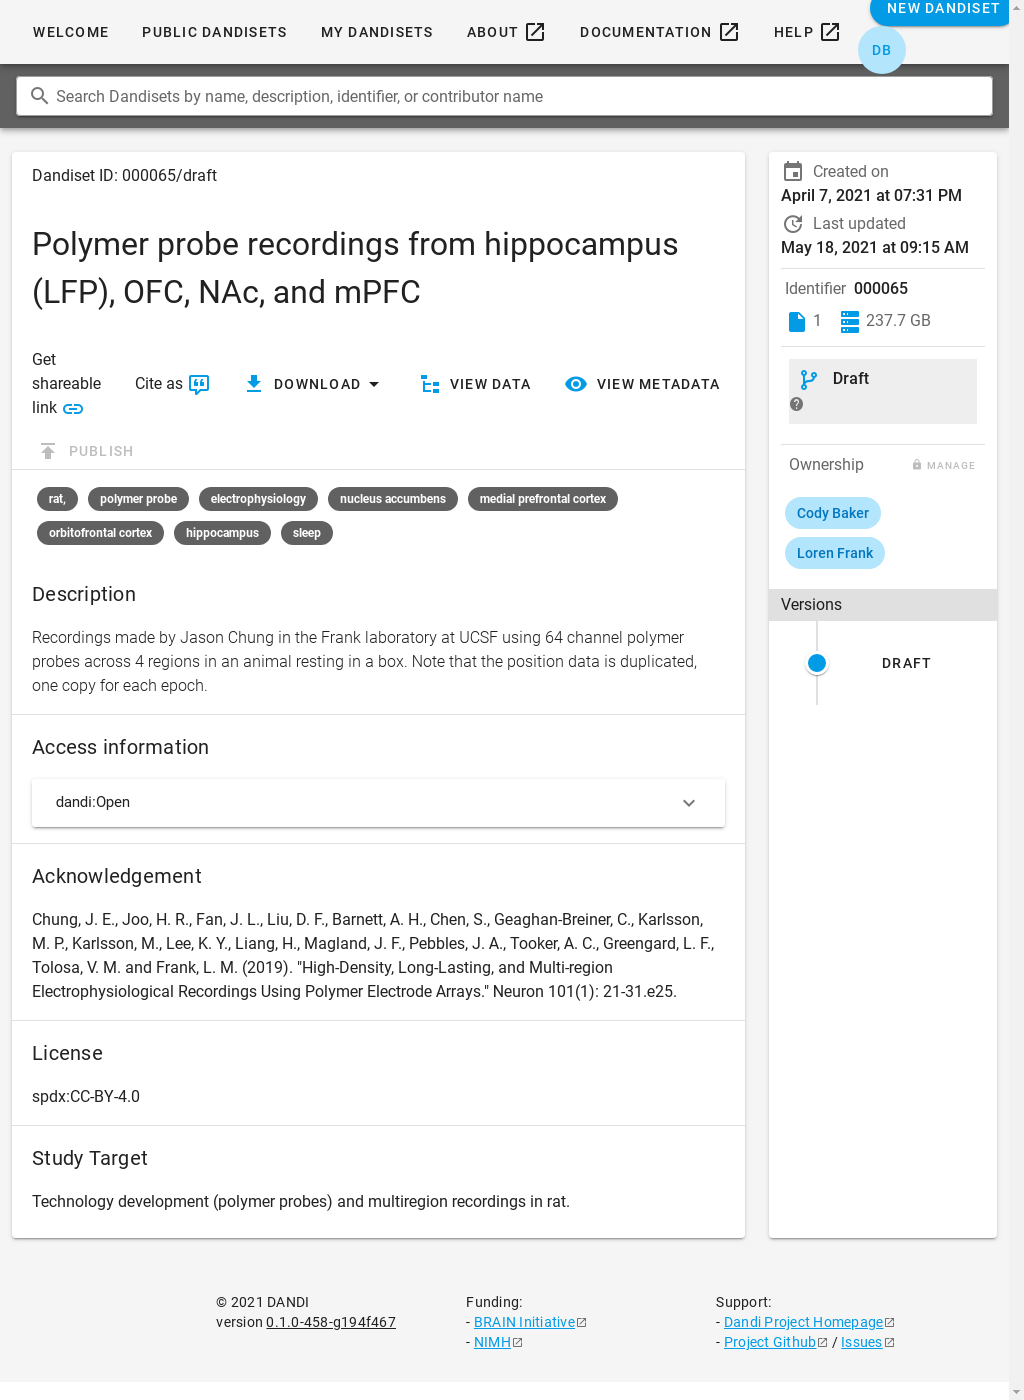 WELCOME
PUBLIC DANDISETS
MY DANDISETS
ABOUT
DOCUMENTATION
HELP
NEW DANDISET
DB
Search Dandisets by name, description, identifier, or contributor name
Dandiset ID: 000065/draft
Polymer probe recordings from hippocampus
(LFP), OFC, NAc, and mPFC
Get
shareable
link
Cite as
DOWNLOAD
VIEW DATA
VIEW METADATA
PUBLISH
rat,
polymer probe
electrophysiology
nucleus accumbens
medial prefrontal cortex
orbitofrontal cortex
hippocampus
sleep
Description
Recordings made by Jason Chung in the Frank laboratory at UCSF using 64 channel polymer
probes across 4 regions in an animal resting in a box. Note that the position data is duplicated,
one copy for each epoch.
Access information
dandi:Open
Acknowledgement
Chung, J. E., Joo, H. R., Fan, J. L., Liu, D. F., Barnett, A. H., Chen, S., Geaghan-Breiner, C., Karlsson,
M. P., Karlsson, M., Lee, K. Y., Liang, H., Magland, J. F., Pebbles, J. A., Tooker, A. C., Greengard, L. F.,
Tolosa, V. M. and Frank, L. M. (2019). "High-Density, Long-Lasting, and Multi-region
Electrophysiological Recordings Using Polymer Electrode Arrays." Neuron 101(1): 21-31.e25.
License
spdx:CC-BY-4.0
Study Target
Technology development (polymer probes) and multiregion recordings in rat.
Created on
April 7, 2021 at 07:31 PM
Last updated
May 18, 2021 at 09:15 AM
Identifier 000065
1
237.7 GB
Draft
?
Ownership
MANAGE
Cody Baker
Loren Frank
Versions
DRAFT
© 2021 DANDI
version 0.1.0-458-g194f467
Funding:
- BRAIN Initiative
- NIMH
Support:
- Dandi Project Homepage
- Project Github / Issues